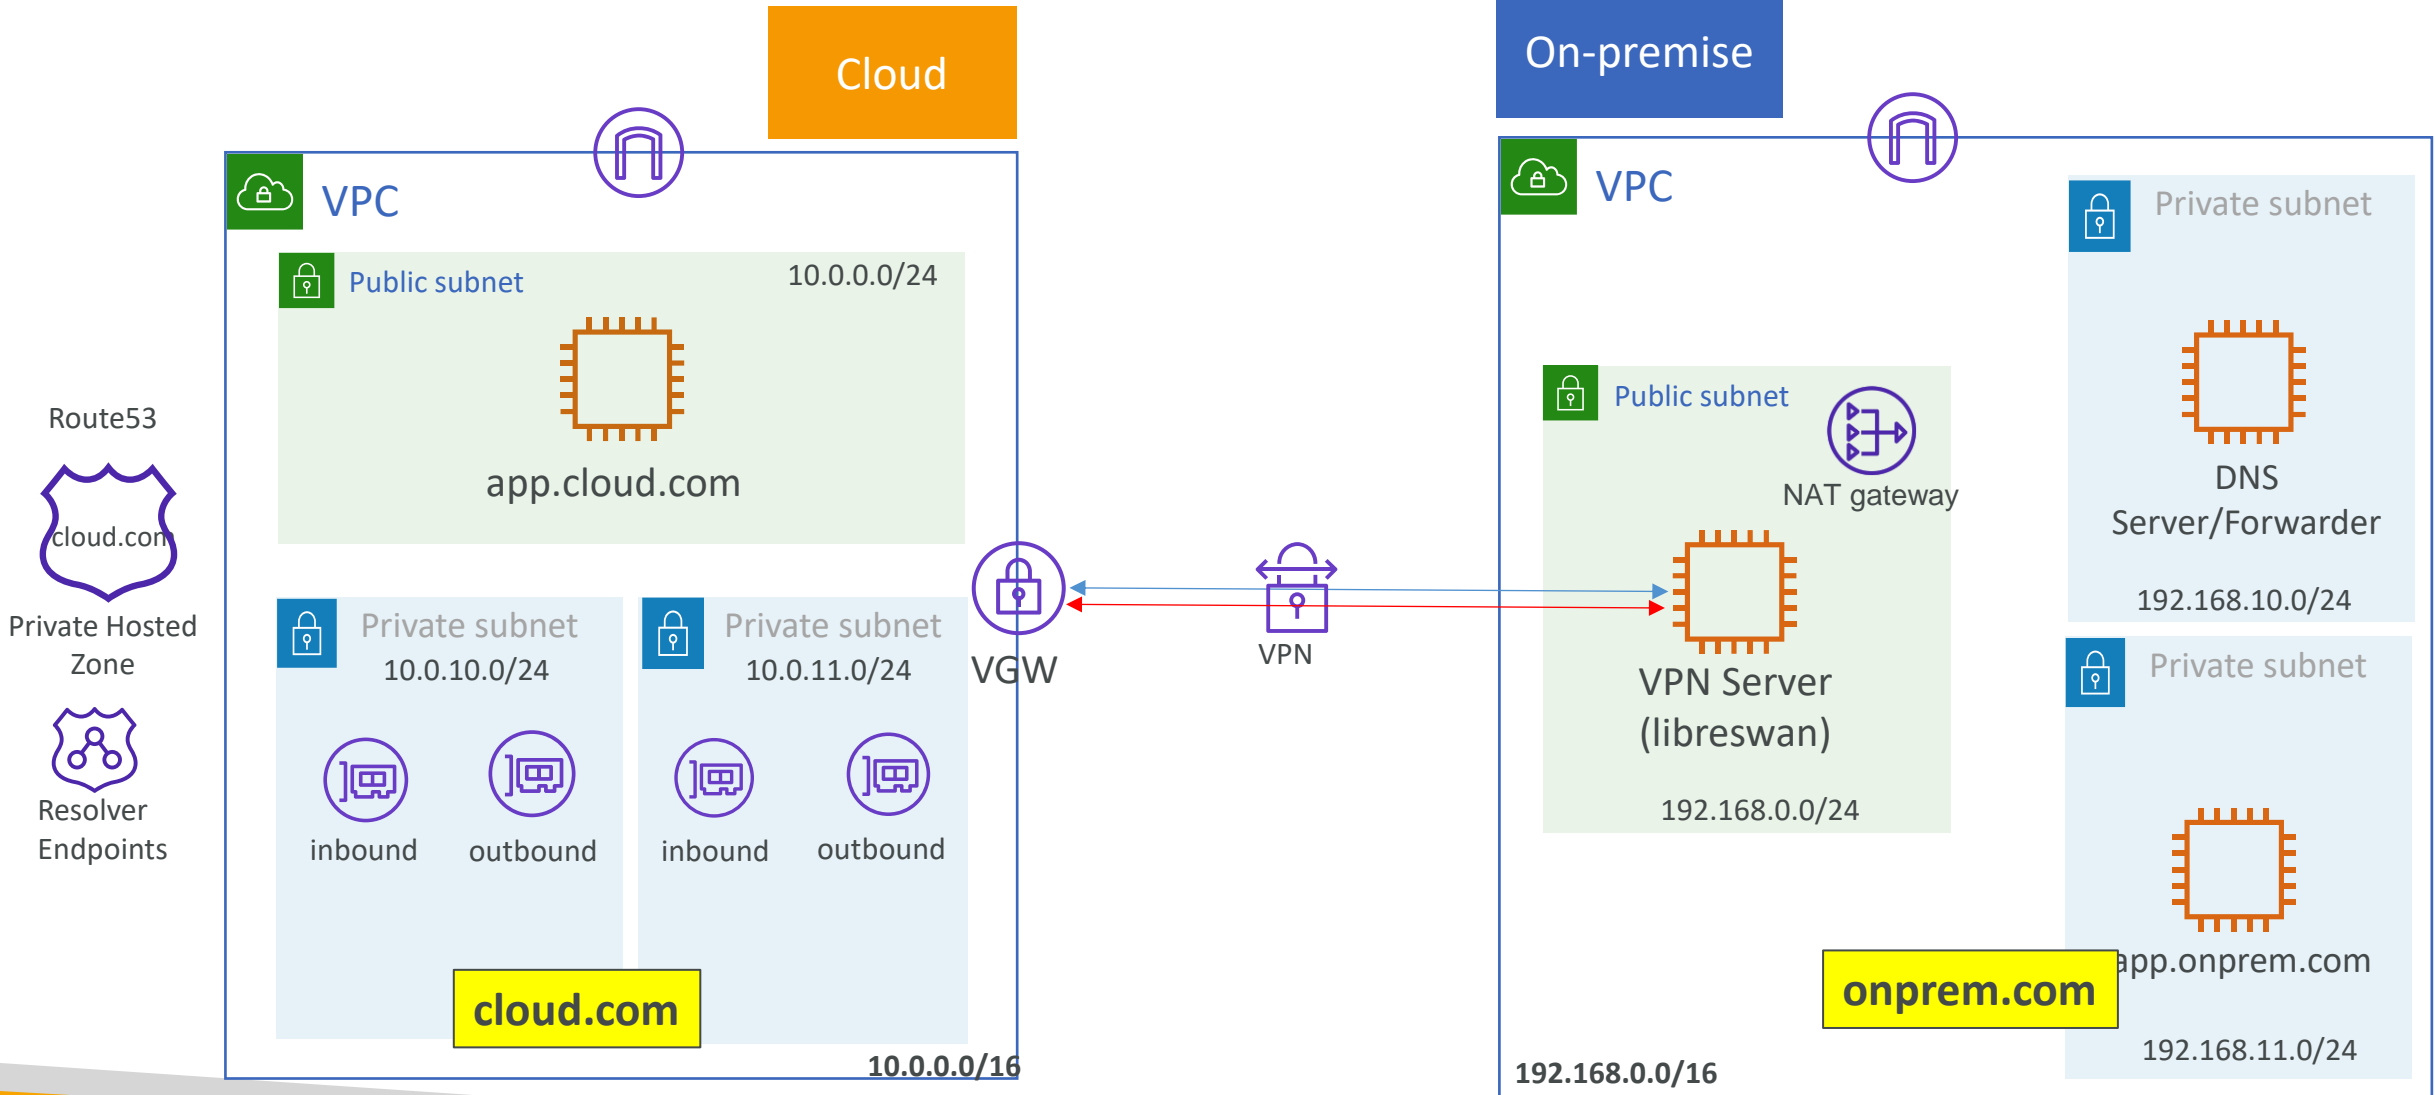 Cloud
On-premise
VPC
VPC
Private subnet
Public subnet
10.0.0.0/24
Public subnet
Route53
app.cloud.com
DNS
NAT gateway
Server/Forwarder
cloud.com
192.168.10.0/24
Private Hosted
Zone
Private subnet
10.0.10.0/24
Private subnet
10.0.11.0/24
VGW
VPN
VPN Server
(libreswan)
Private subnet
Resolver
Endpoints
192.168.0.0/24
inbound
outbound
inbound
outbound
app.onprem.com
onprem.com
cloud.com
192.168.11.0/24
10.0.0.0/16
192.168.0.0/16